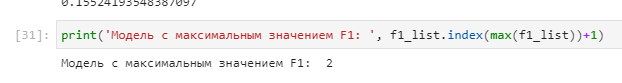 0.15524193548387097
[31]: print('Модель с максимальным значением F1: ', f1_list.index(max(f1_list))+1)
Модель с максимальным значением F1:  2